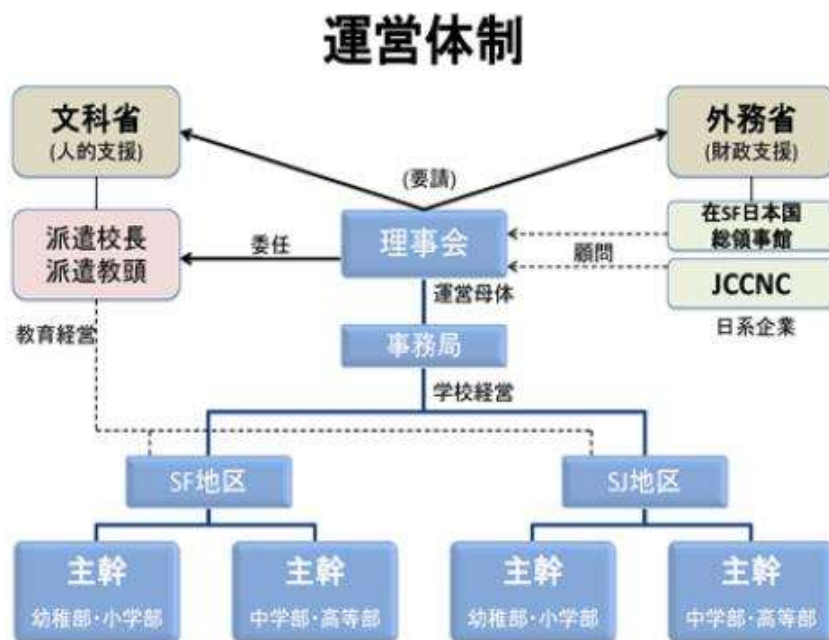 運営体制
文科省
(人的支援)
外務省
(財政支援)
(要請)
派遣校長
派遣教頭
委任
理事会
顧問
在SF日本国
総領事館
JCCNC
日系企業
運営母体
教育経営
事務局
学校経営
SF地区
SJ地区
主幹
幼稚部・小学部
主幹
中学部・高等部
主幹
幼稚部・小学部
主幹
中学部・高等部